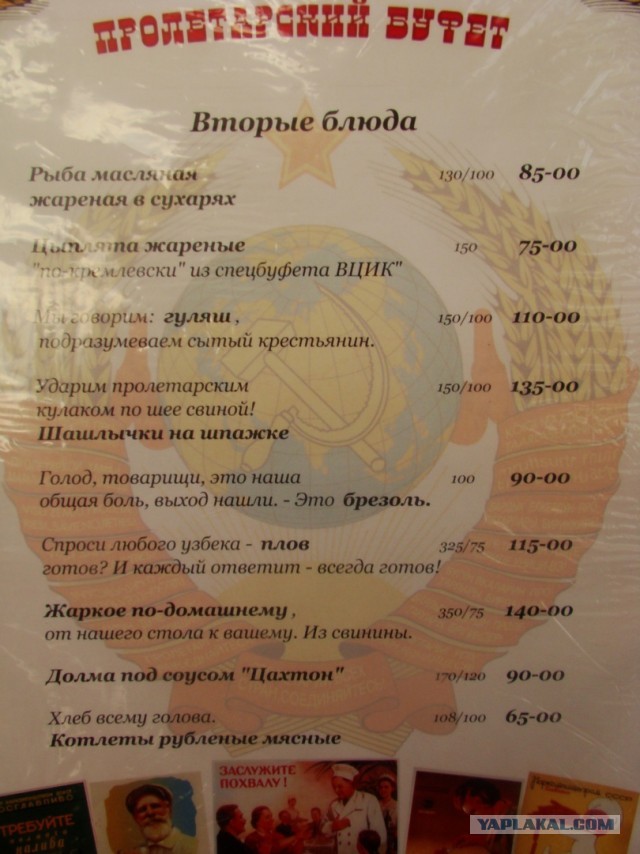 ПРОЛЕТАРСКИЙ БУФЕТ
Вторые блюда
Рыба масляная 130/100 85-00
жареная в сухарях
Цыплята жареные 150 75-00
"по-кремлевски" из спецбуфета ВЦИК"
Мы говорим: гуляш , 150/100 110-00
подразумеваем сытый крестьянин.
Ударим пролетарским 150/100 135-00
кулаком по шее свиной!
Шашлычки на шпажке
Голод, товарищи, это наша 100 90-00
общая боль, выход нашли. - Это брезоль.
Спроси любого узбека - плов 325/75 115-00
готов? И каждый ответит - всегда готов!
Жаркое по-домашнему , 350/75 140-00
от нашего стола к вашему. Из свинины.
Долма под соусом "Цахтон" 170/120 90-00
Хлеб всему голова. 108/100 65-00
Котлеты рубленые мясные
ЗАСЛУЖИТЕ
ПОХВАЛУ!
ТРЕБУЙТЕ
YAPLAKAL.COM